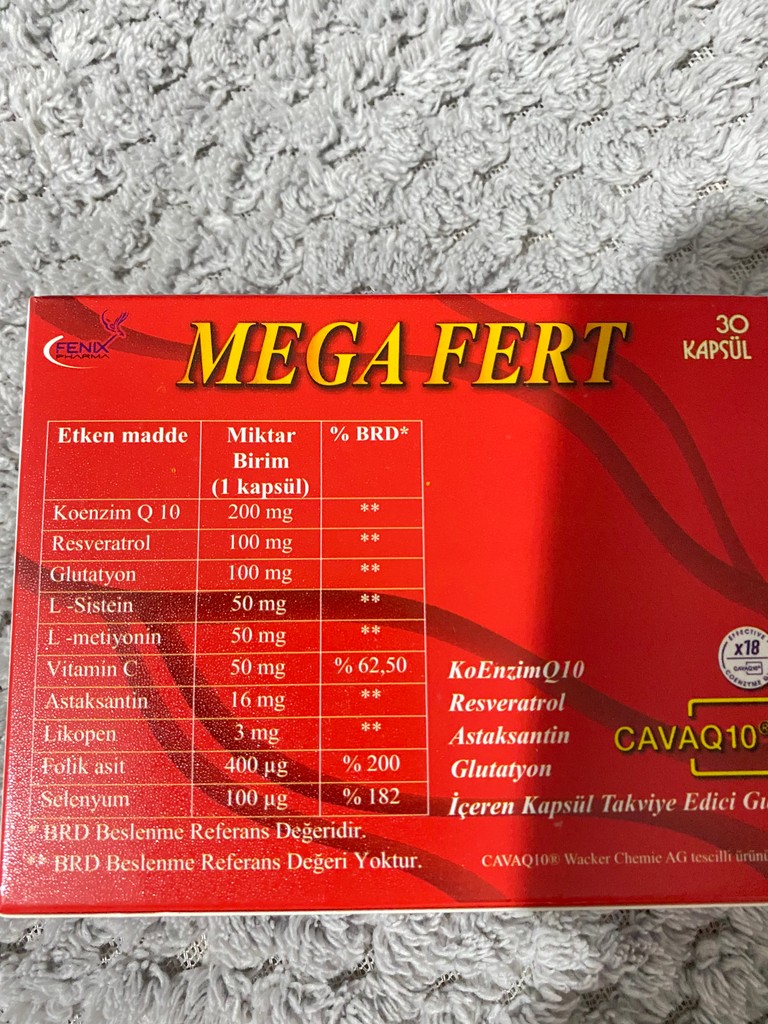 FENIX
PHARMA
MEGA FERT
30
KAPSÜL
Etken madde Miktar Birim (1 kapsül) % BRD*
Koenzim Q 10 200 mg **
Resveratrol 100 mg **
Glutatyon 100 mg **
L -Sistein 50 mg **
L -metiyonin 50 mg **
Vitamin C 50 mg % 62,50
Astaksantin 16 mg **
Likopen 3 mg **
Folik asit 400 µg % 200
Selenyum 100 µg % 182
* BRD Beslenme Referans Değeridir.
** BRD Beslenme Referans Değeri Yoktur.
KoEnzimQ10
Resveratrol
Astaksantin
Glutatyon
İçeren Kapsül Takviye Edici
EFFECTIVE
x18
CAVAQ10®
CAVAQ10® Wacker Chemie AG tescilli ürünü